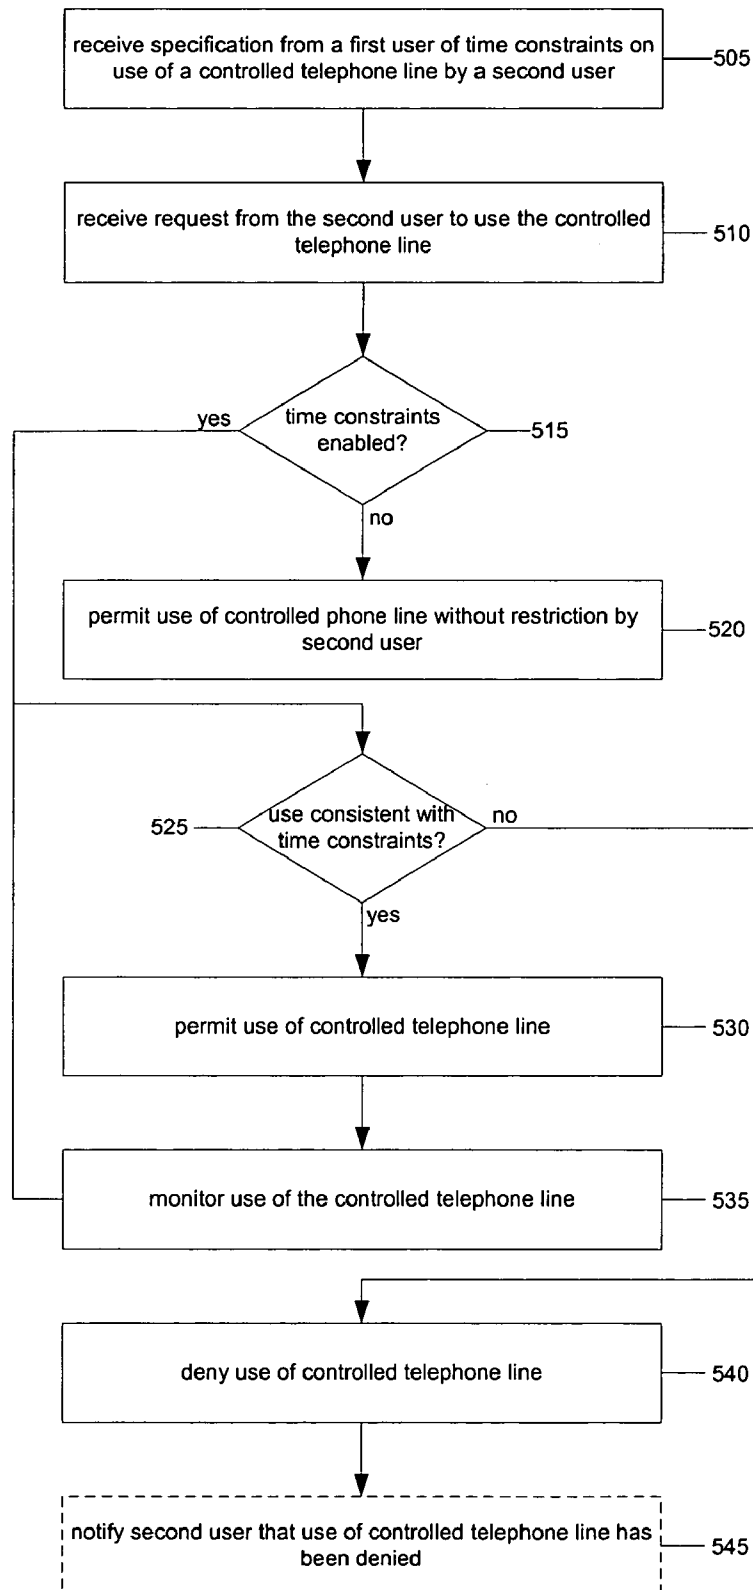 receive specification from a first user of time constraints on
use of a controlled telephone line by a second user
505
receive request from the second user to use the controlled
telephone line
510
yes
time constraints
enabled?
515
no
permit use of controlled phone line without restriction by
second user
520
525
use consistent with
time constraints?
no
yes
permit use of controlled telephone line
530
monitor use of the controlled telephone line
535
deny use of controlled telephone line
540
notify second user that use of controlled telephone line has
been denied
545